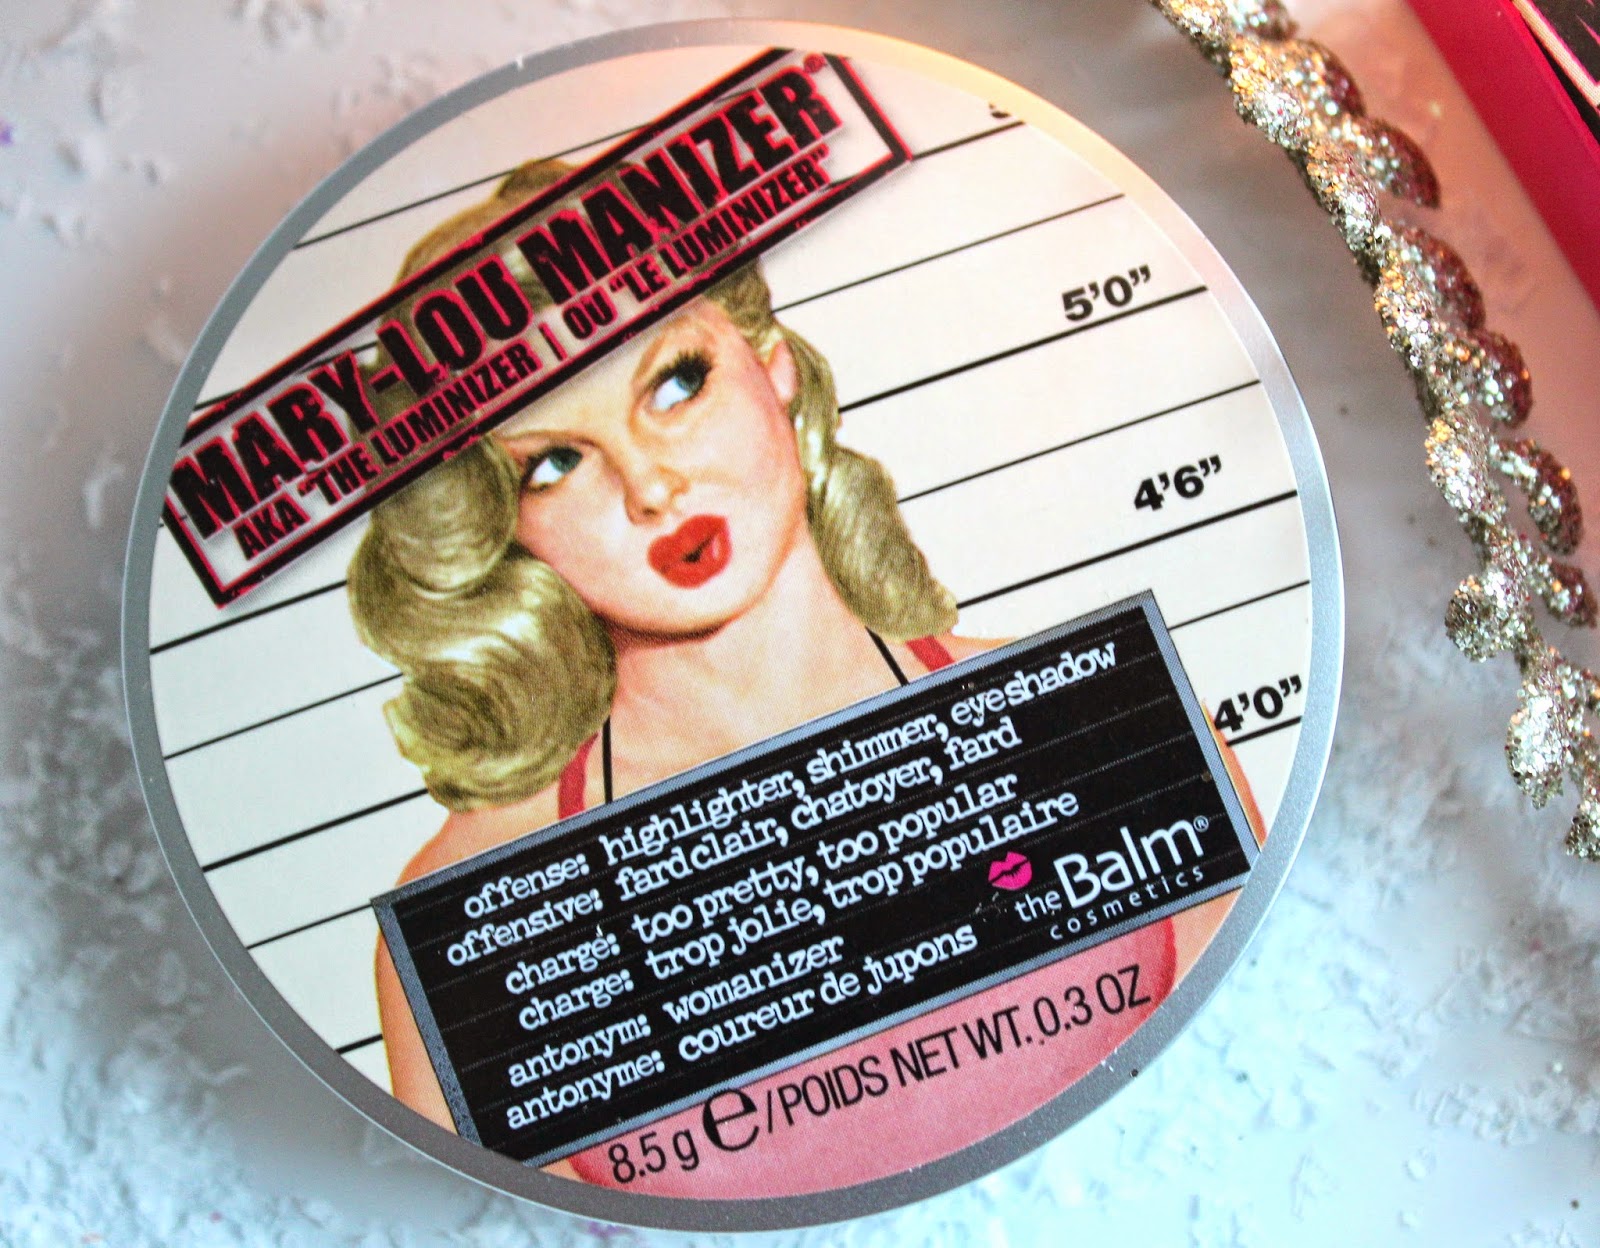 MARY-LOU MANIZER®
AKA "THE LUMINIZER | OU "LE LUMINIZER"
5'0”
4'6”
4'0”
offense: highlighter, shimmer, eyeshadow
offensive: fard clair, chatoyer, fard
charge: too pretty, too popular
charge: trop jolie, trop populaire
antonym: womanizer
antonyme: coureur de jupons
the Balm®
cosmetics
8.5 g e / POIDS NET WT. 0.3 OZ